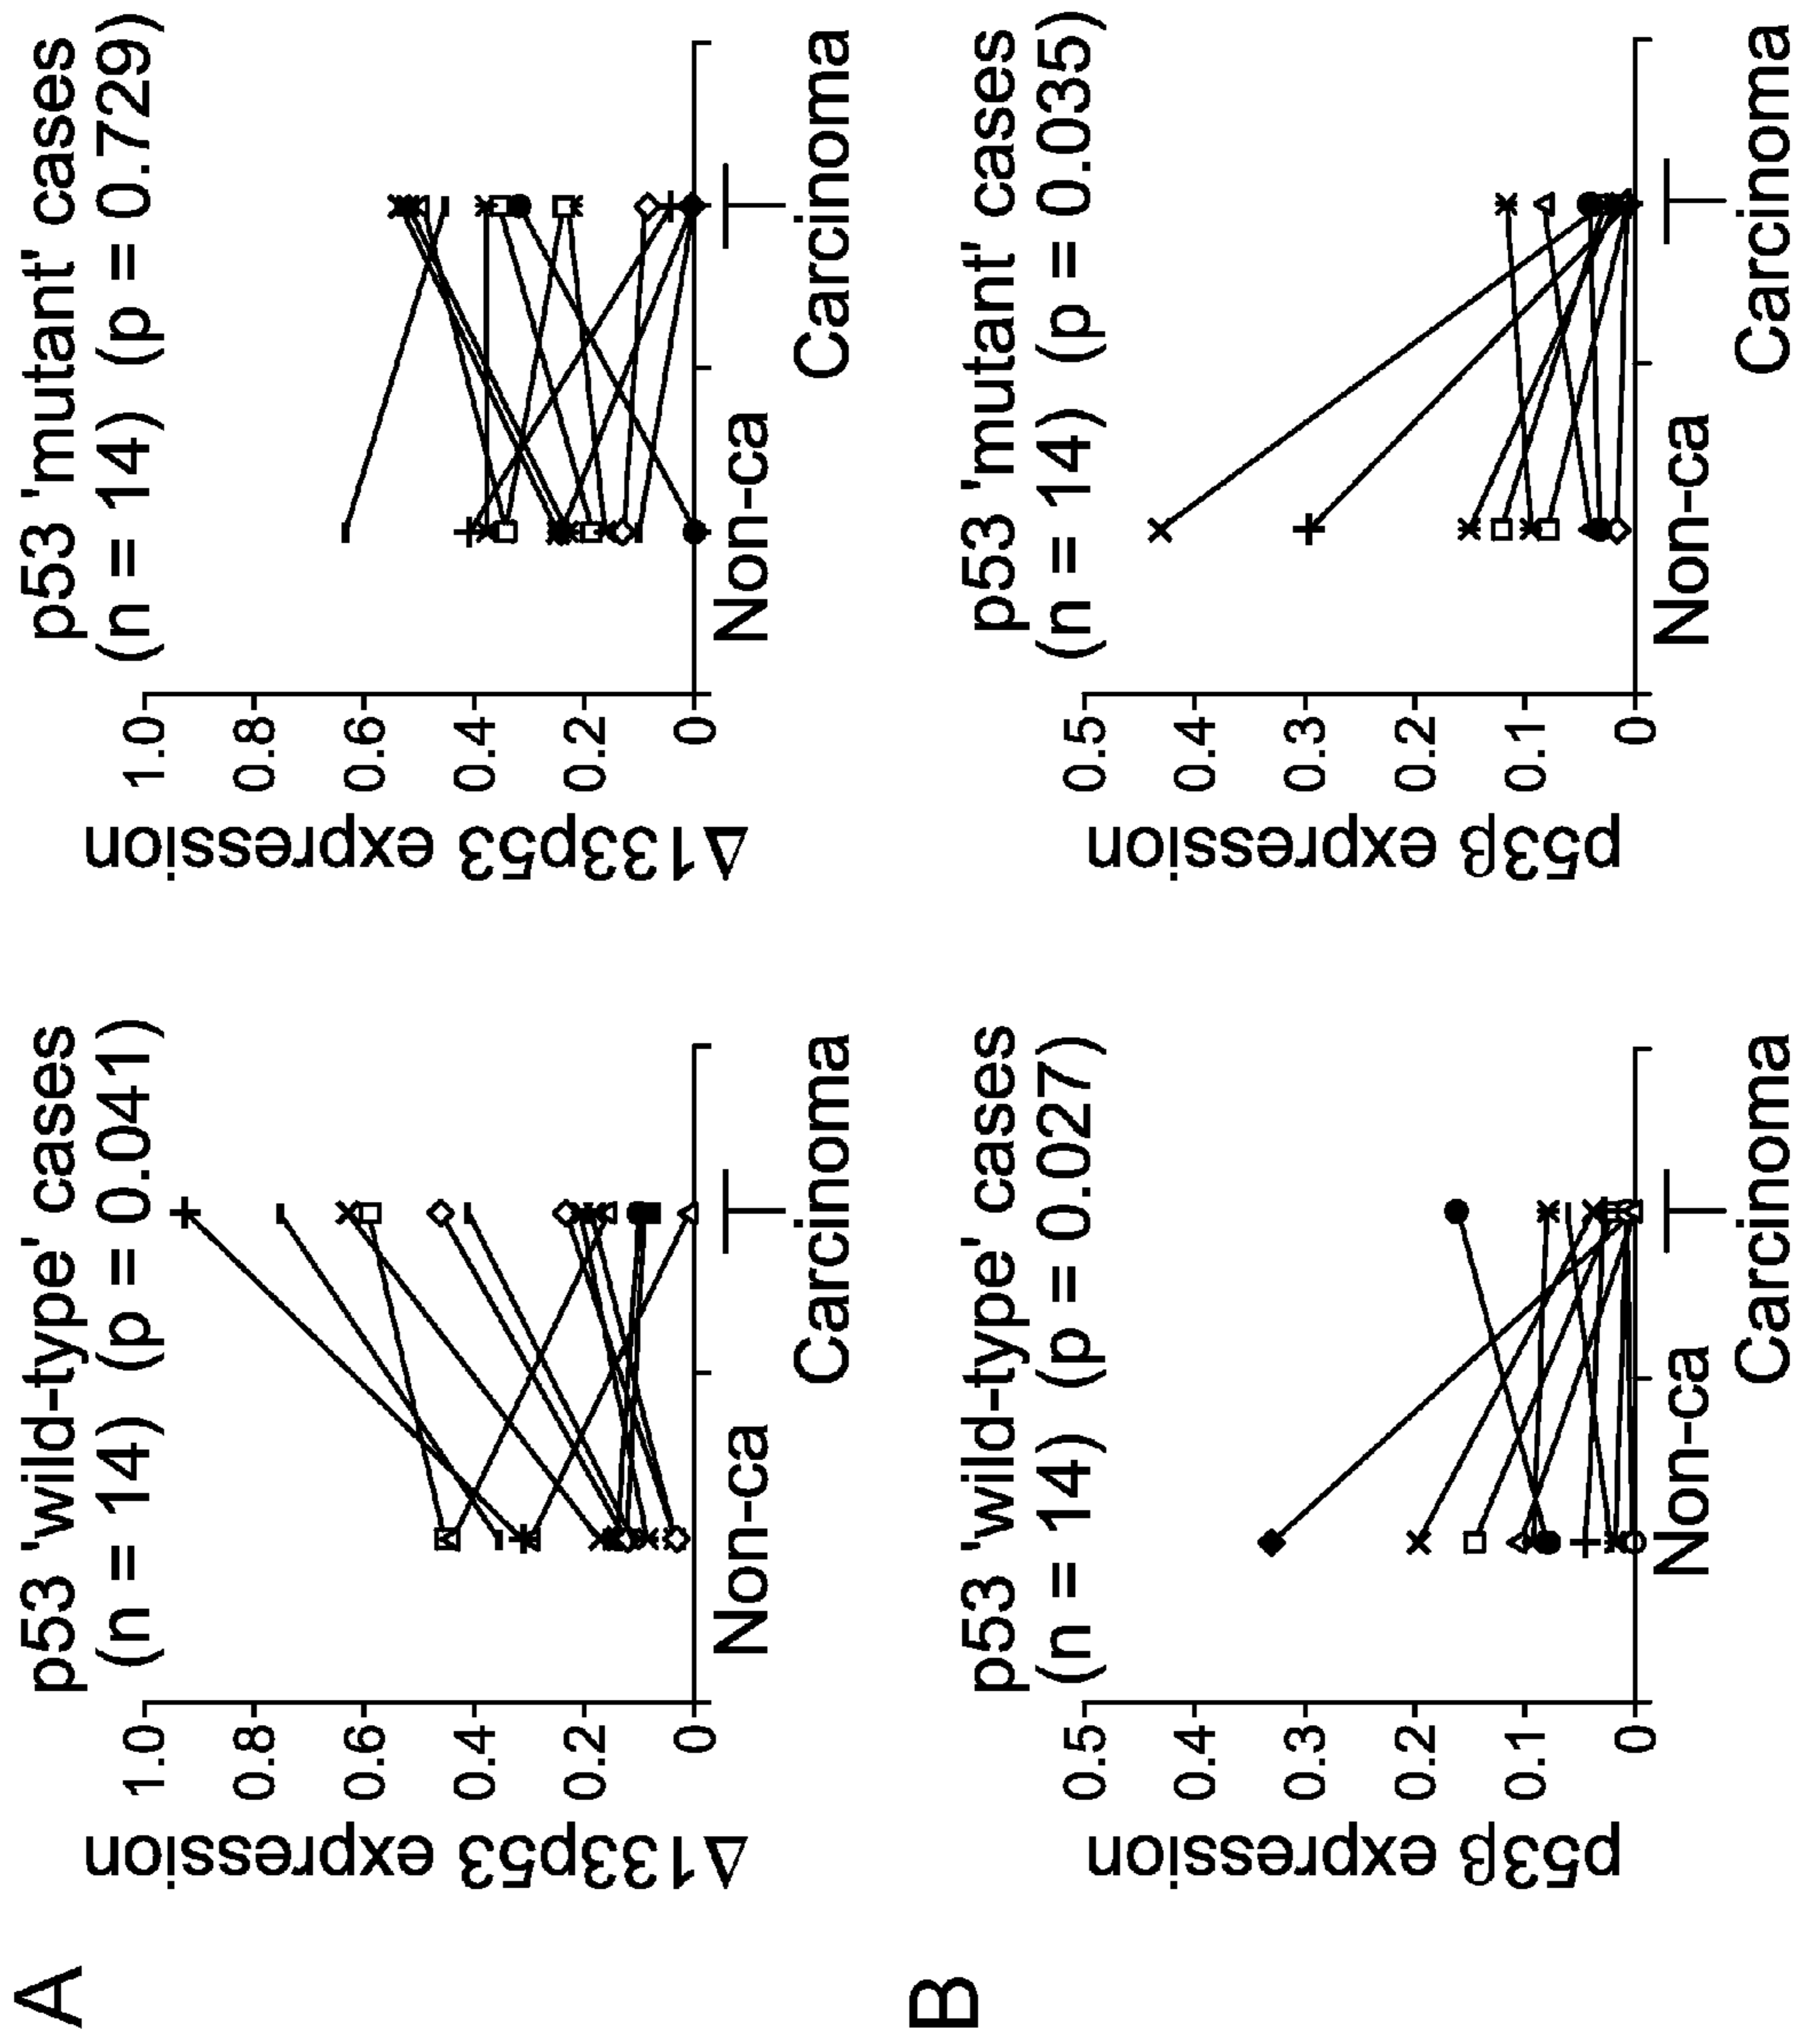 A
p53 'wild-type' cases
(n = 14) (p = 0.041)
Δ133p53 expression
1.0
0.8
0.6
0.4
0.2
0
Non-ca
Carcinoma
p53 'mutant' cases
(n = 14) (p = 0.729)
Δ133p53 expression
1.0
0.8
0.6
0.4
0.2
0
Non-ca
Carcinoma
B
p53 'wild-type' cases
(n = 14) (p = 0.027)
p53β expression
0.5
0.4
0.3
0.2
0.1
0
Non-ca
Carcinoma
p53 'mutant' cases
(n = 14) (p = 0.035)
p53β expression
0.5
0.4
0.3
0.2
0.1
0
Non-ca
Carcinoma